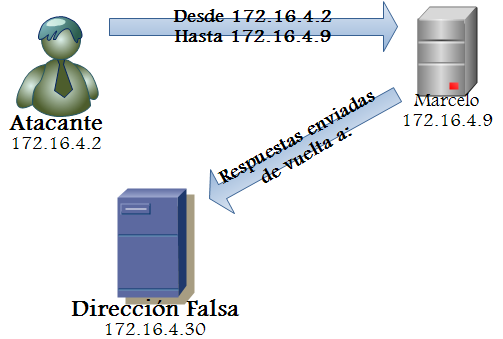 Desde 172.16.4.2
Hasta 172.16.4.9
Atacante
172.16.4.2
Marcelo
172.16.4.9
Respuestas enviadas
de vuelta a:
Dirección Falsa
172.16.4.30